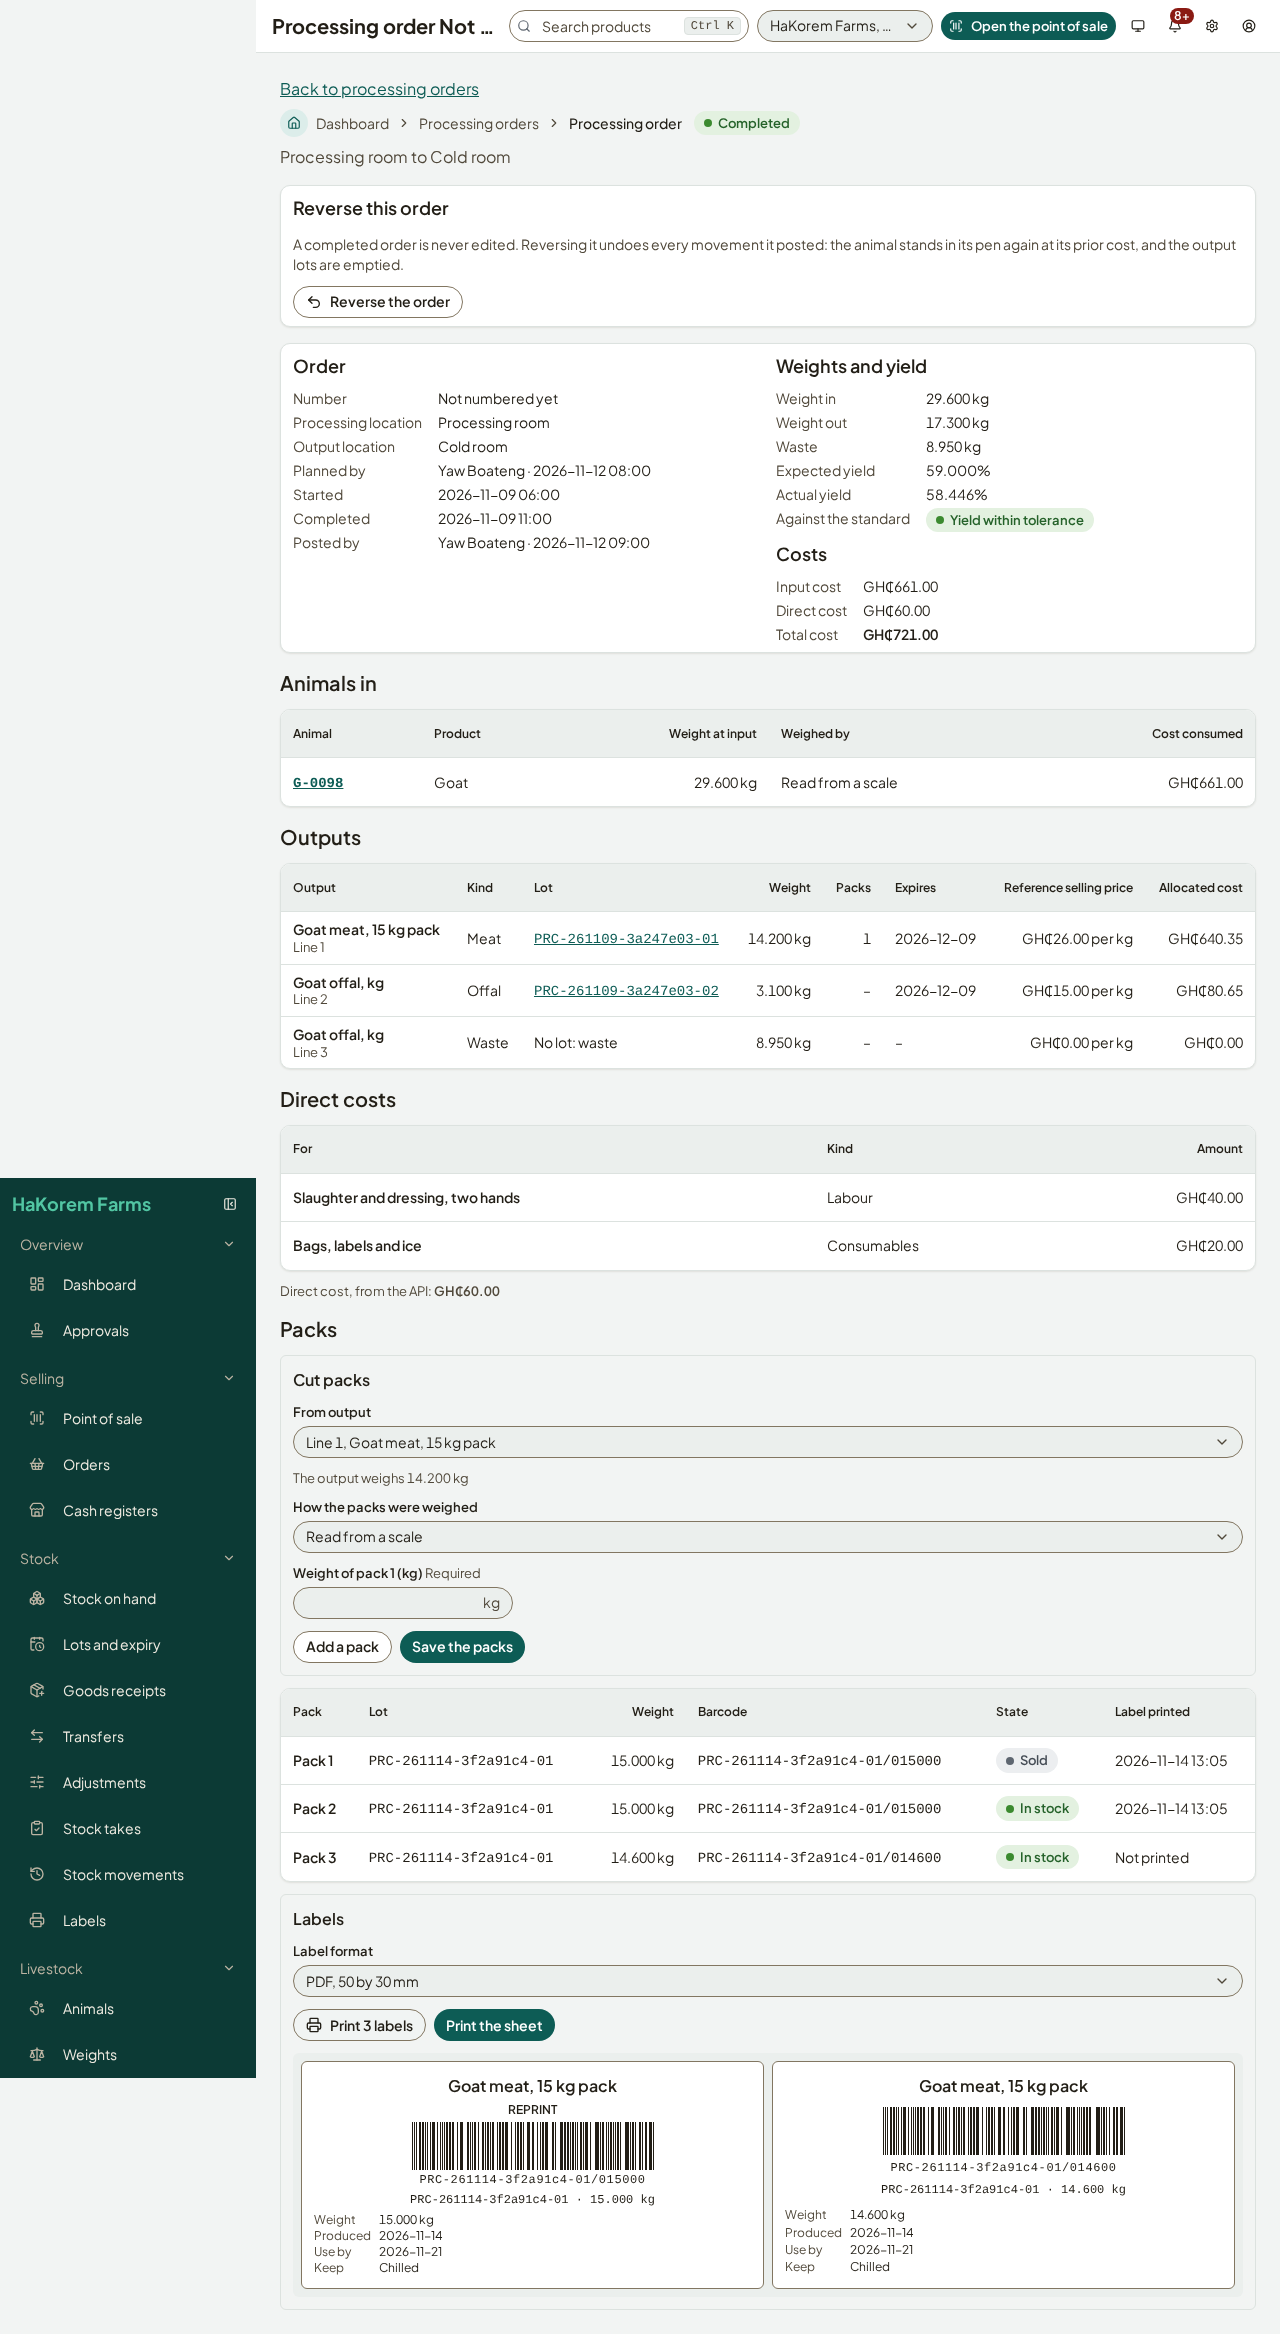 Processing order Not ...
Search products
Ctrl K
HaKorem Farms, ...
Open the point of sale
8+
Back to processing orders
Dashboard
Processing orders
Processing order
Completed
Processing room to Cold room
Reverse this order
A completed order is never edited. Reversing it undoes every movement it posted: the animal stands in its pen again at its prior cost, and the output
lots are emptied.
Reverse the order
Order
Number Not numbered yet
Processing location Processing room
Output location Cold room
Planned by Yaw Boateng · 2026-11-12 08:00
Started 2026-11-09 06:00
Completed 2026-11-09 11:00
Posted by Yaw Boateng · 2026-11-12 09:00
Weights and yield
Weight in 29.600 kg
Weight out 17.300 kg
Waste 8.950 kg
Expected yield 59.000%
Actual yield 58.446%
Against the standard Yield within tolerance
Costs
Input cost GH₵661.00
Direct cost GH₵60.00
Total cost GH₵721.00
Animals in
Animal Product Weight at input Weighed by Cost consumed
G-0098 Goat 29.600 kg Read from a scale GH₵661.00
Outputs
Output Kind Lot Weight Packs Expires Reference selling price Allocated cost
Goat meat, 15 kg pack
Line 1
Meat PRC-261109-3a247e03-01 14.200 kg 1 2026-12-09 GH₵26.00 per kg GH₵640.35
Goat offal, kg
Line 2
Offal PRC-261109-3a247e03-02 3.100 kg – 2026-12-09 GH₵15.00 per kg GH₵80.65
Goat offal, kg
Line 3
Waste No lot: waste 8.950 kg – – GH₵0.00 per kg GH₵0.00
Direct costs
For Kind Amount
Slaughter and dressing, two hands Labour GH₵40.00
Bags, labels and ice Consumables GH₵20.00
Direct cost, from the API: GH₵60.00
Packs
Cut packs
From output
Line 1, Goat meat, 15 kg pack
The output weighs 14.200 kg
How the packs were weighed
Read from a scale
Weight of pack 1 (kg) Required
kg
Add a pack
Save the packs
Pack Lot Weight Barcode State Label printed
Pack 1 PRC-261114-3f2a91c4-01 15.000 kg PRC-261114-3f2a91c4-01/015000 Sold 2026-11-14 13:05
Pack 2 PRC-261114-3f2a91c4-01 15.000 kg PRC-261114-3f2a91c4-01/015000 In stock 2026-11-14 13:05
Pack 3 PRC-261114-3f2a91c4-01 14.600 kg PRC-261114-3f2a91c4-01/014600 In stock Not printed
Labels
Label format
PDF, 50 by 30 mm
Print 3 labels
Print the sheet
Goat meat, 15 kg pack
REPRINT
PRC-261114-3f2a91c4-01/015000
PRC-261114-3f2a91c4-01 · 15.000 kg
Weight 15.000 kg
Produced 2026-11-14
Use by 2026-11-21
Keep Chilled
Goat meat, 15 kg pack
PRC-261114-3f2a91c4-01/014600
PRC-261114-3f2a91c4-01 · 14.600 kg
Weight 14.600 kg
Produced 2026-11-14
Use by 2026-11-21
Keep Chilled
HaKorem Farms
Overview
Dashboard
Approvals
Selling
Point of sale
Orders
Cash registers
Stock
Stock on hand
Lots and expiry
Goods receipts
Transfers
Adjustments
Stock takes
Stock movements
Labels
Livestock
Animals
Weights